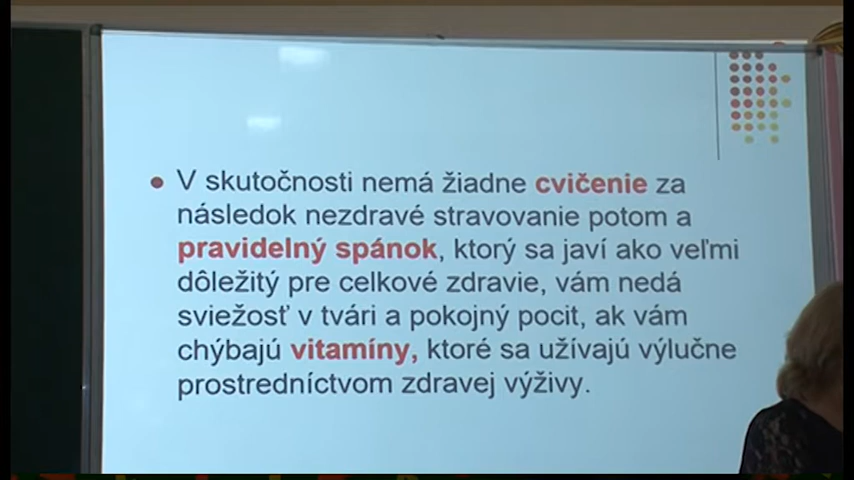 V skutočnosti nemá žiadne cvičenie za
následok nezdravé stravovanie potom a
pravidelný spánok, ktorý sa javí ako veľmi
dôležitý pre celkové zdravie, vám nedá
sviežosť v tvári a pokojný pocit, ak vám
chýbajú vitamíny, ktoré sa užívajú výlučne
prostredníctvom zdravej výživy.